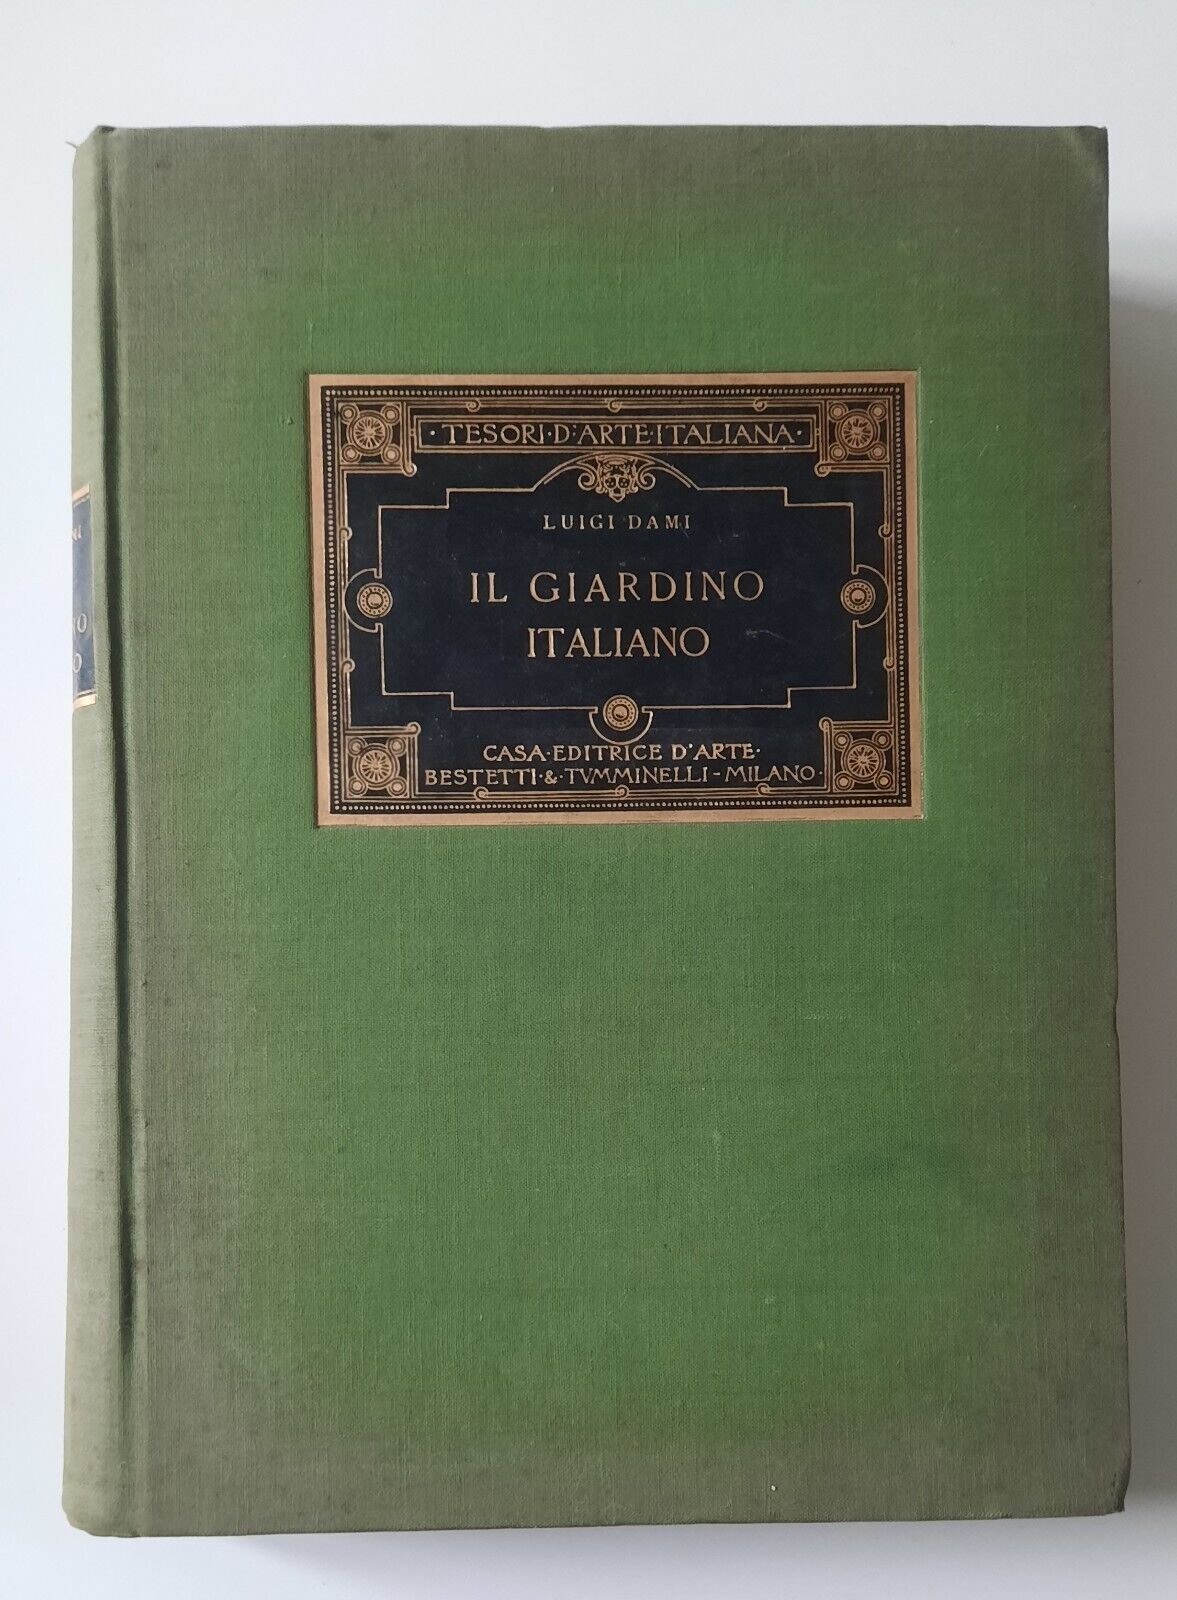 ·TESORI·D'ARTE·ITALIANA·
LUIGI DAMI
IL GIARDINO
ITALIANO
CASA·EDITRICE D'ARTE·
BESTETTI·&·TVMMINELLI-MILANO·